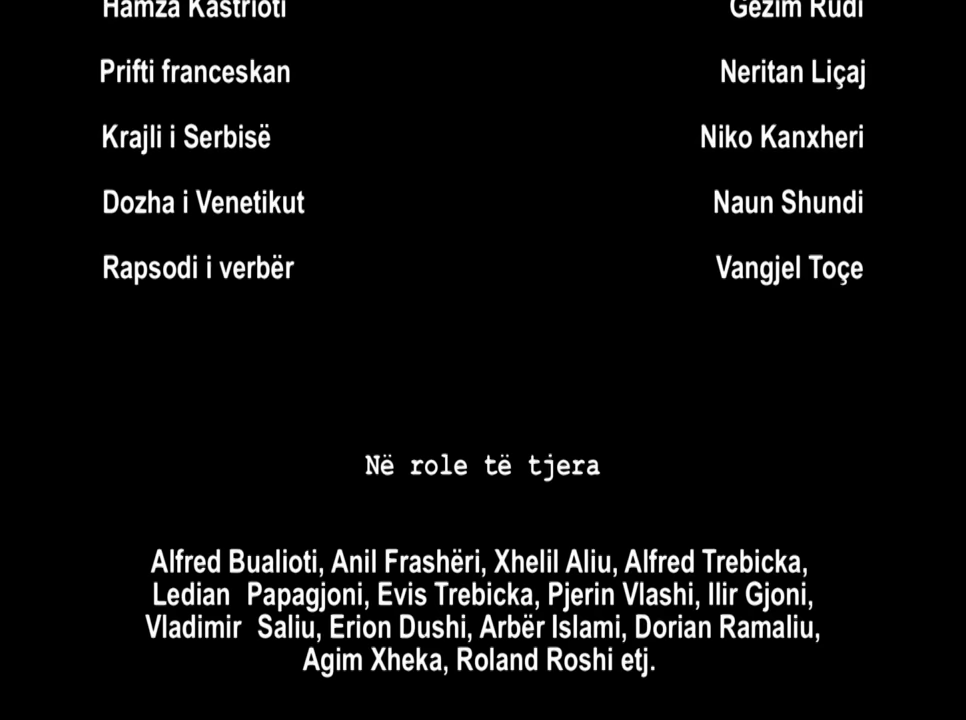 Hamza Kastrioti Gëzim Rudi
Prifti franceskan Neritan Liçaj
Krajli i Serbisë Niko Kanxheri
Dozha i Venetikut Naun Shundi
Rapsodi i verbër Vangjel Toçe
Në role të tjera
Alfred Bualioti, Anil Frashëri, Xhelil Aliu, Alfred Trebicka,
Ledian Papagjoni, Evis Trebicka, Pjerin Vlashi, Ilir Gjoni,
Vladimir Saliu, Erion Dushi, Arbër Islami, Dorian Ramaliu,
Agim Xheka, Roland Roshi etj.